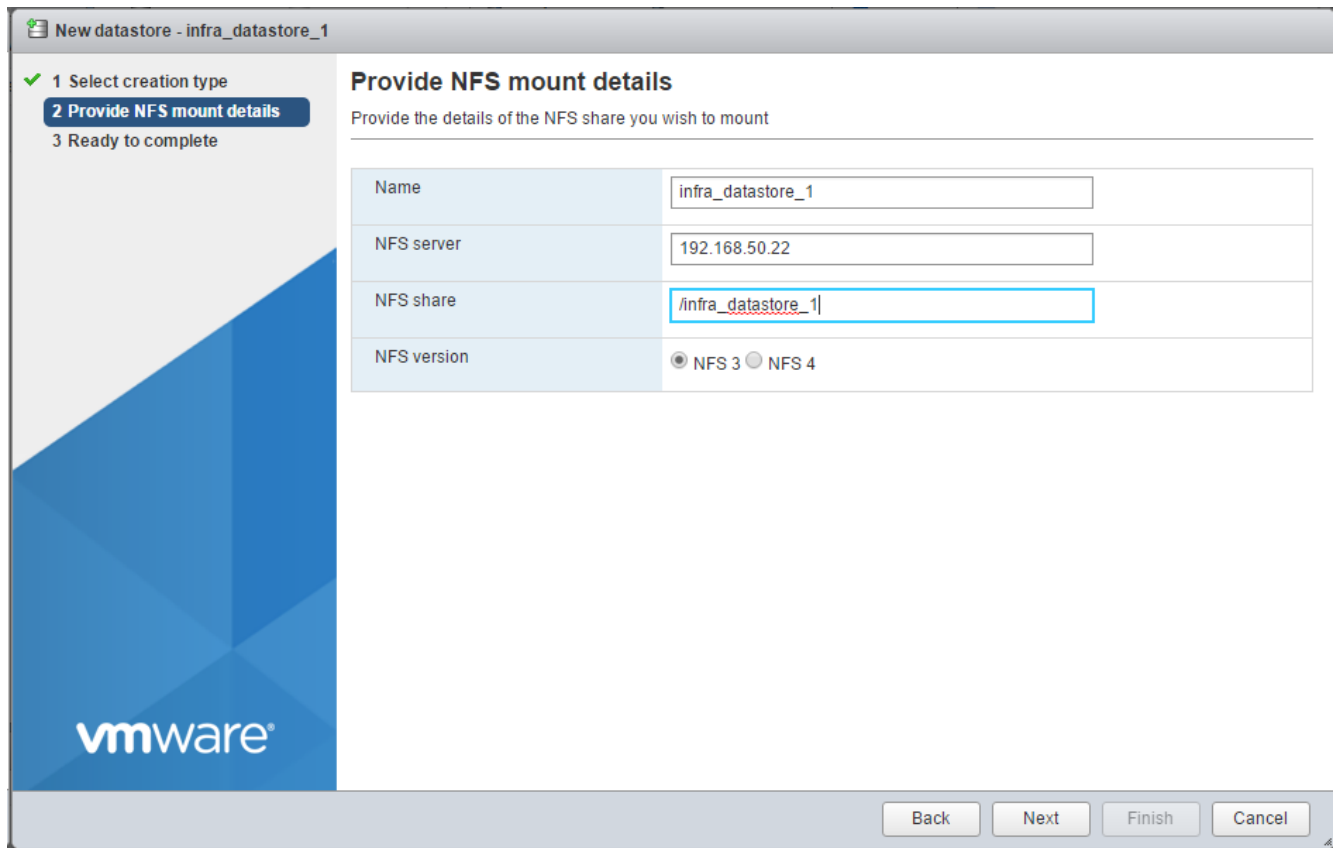 New datastore - infra_datastore_1
1 Select creation type
2 Provide NFS mount details
3 Ready to complete
Provide NFS mount details
Provide the details of the NFS share you wish to mount
Name
infra_datastore_1
NFS server
192.168.50.22
NFS share
/infra_datastore_1
NFS version
NFS 3 NFS 4
vmware®
Back Next Finish Cancel